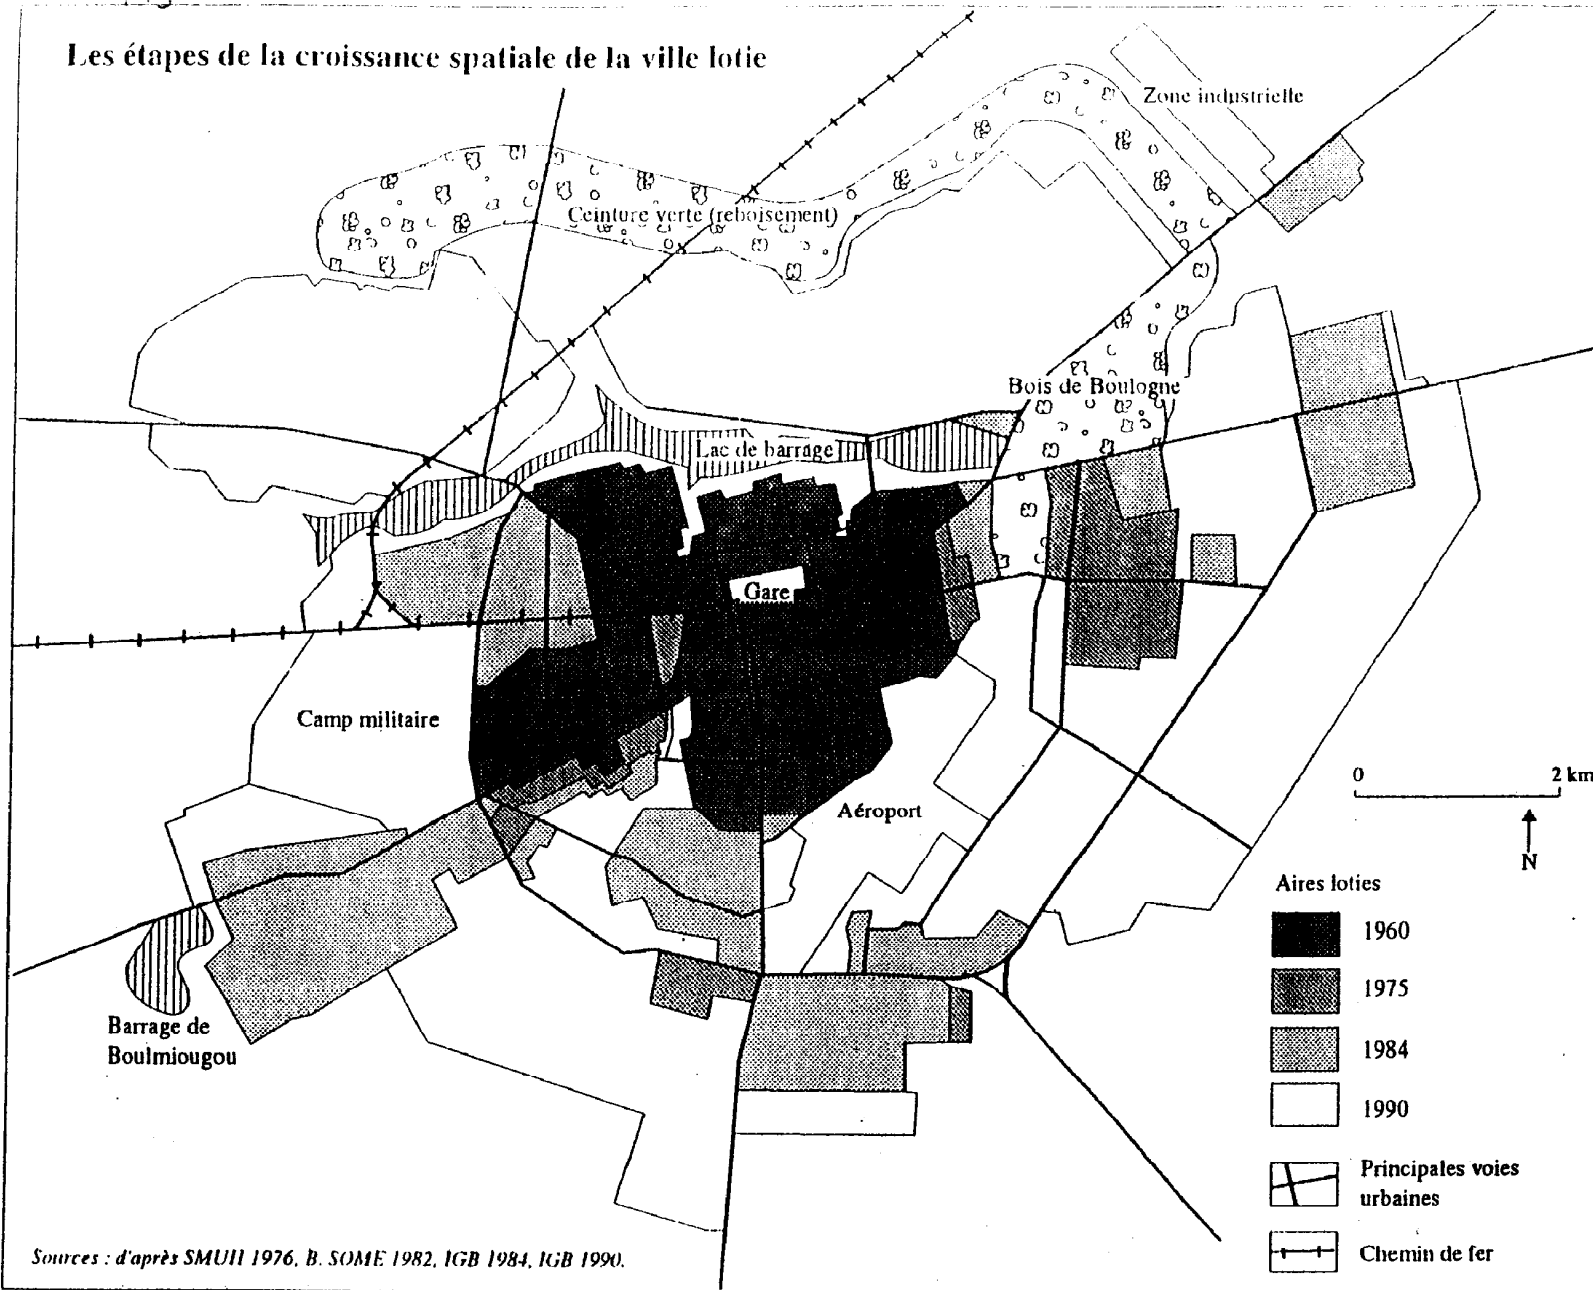 Les étapes de la croissance spatiale de la ville lotie
Zone industrielle
Ceinture verte (reboisement)
Bois de Boulogne
Lac de barrage
Gare
Camp militaire
Aéroport
0 2 km
N
Barrage de
Boulmiougou
Aires loties
1960
1975
1984
1990
Principales voies
urbaines
Chemin de fer
Sources : d'après SMUH 1976, B. SOME 1982, IGB 1984, IGB 1990.